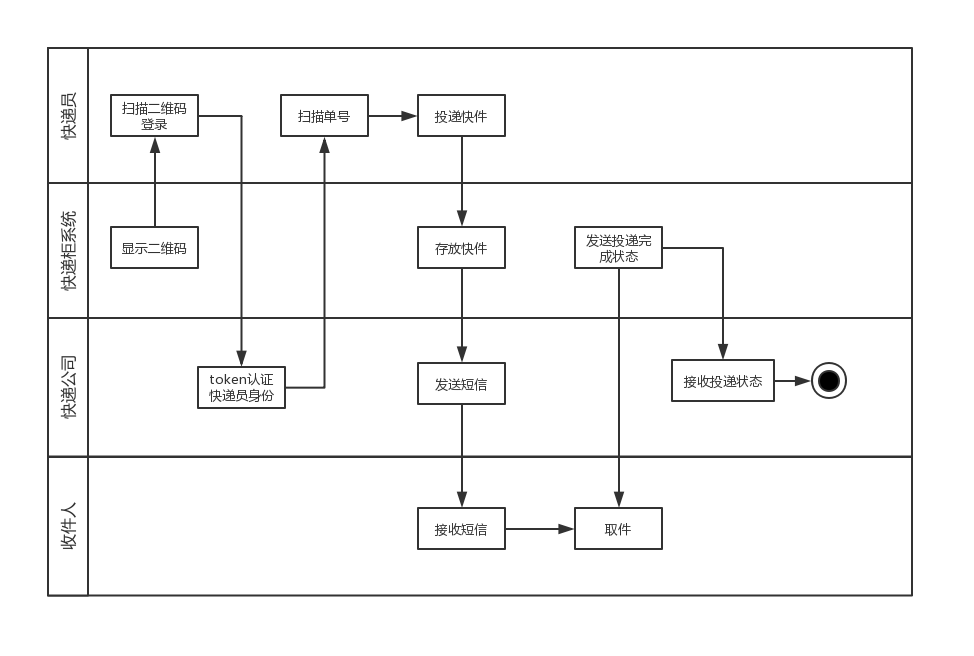 快递员
扫描二维码
登录
扫描单号
投递快件
快递柜系统
显示二维码
存放快件
发送投递完
成状态
快递公司
token认证
快递员身份
发送短信
接收投递状态
收件人
接收短信
取件